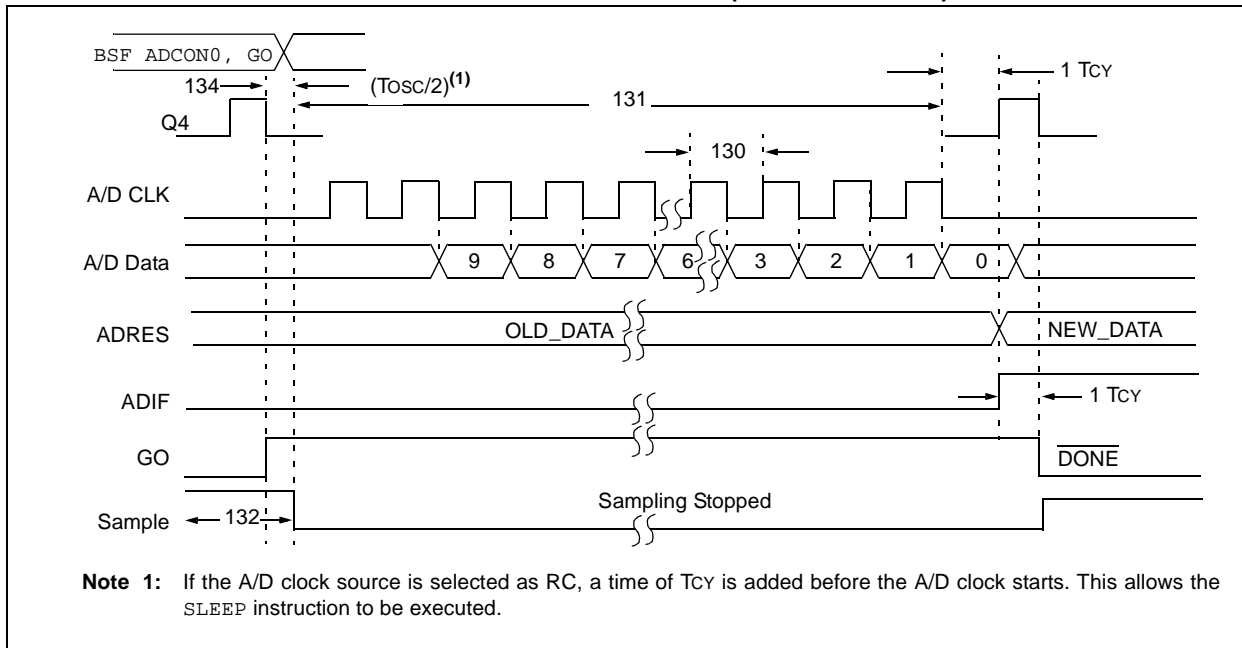 BSF ADCON0, GO
134
(TOSC/2)(1)
131
1 TCY
Q4
130
A/D CLK
A/D Data
9 8 7 6 3 2 1 0
ADRES
OLD_DATA
NEW_DATA
ADIF
1 TCY
GO
DONE
Sampling Stopped
Sample
132
Note 1: If the A/D clock source is selected as RC, a time of TCY is added before the A/D clock starts. This allows the
SLEEP instruction to be executed.